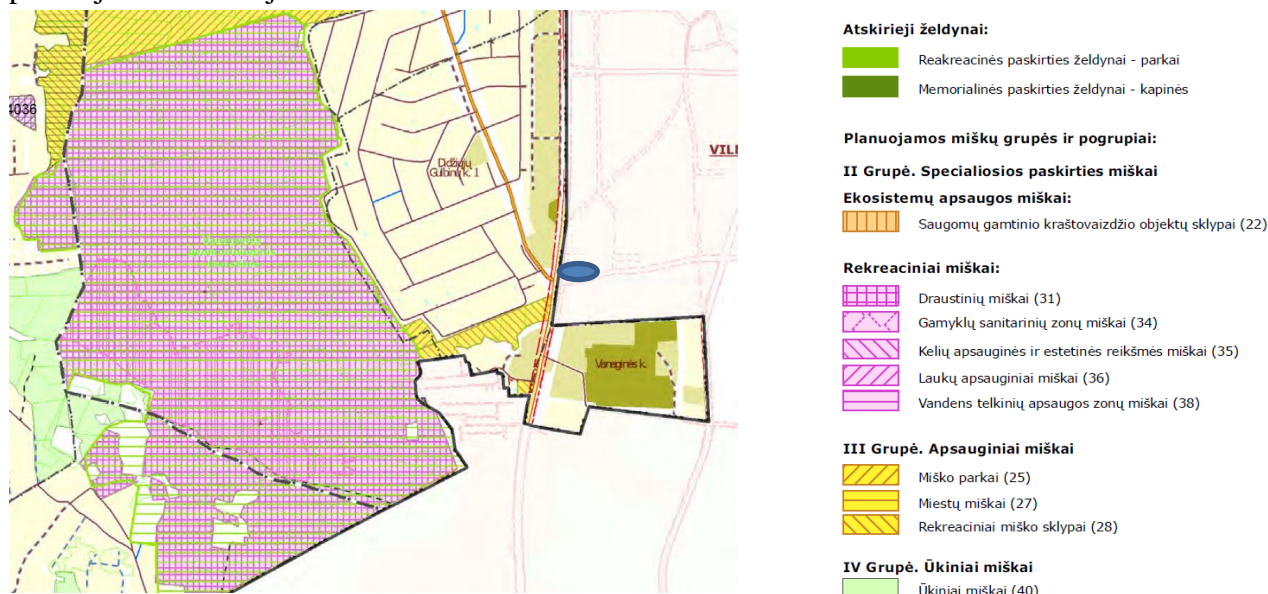 4036
Didžiųjų
Gulbinų k. 1
VILN
Vanaginės k.
Atskirieji želdynai:
Reakreacinės paskirties želdynai - parkai
Memorialinės paskirties želdynai - kapinės
Planuojamos miškų grupės ir pogrupiai:
II Grupė. Specialiosios paskirties miškai
Ekosistemų apsaugos miškai:
Saugomų gamtinio kraštovaizdžio objektų sklypai (22)
Rekreaciniai miškai:
Draustinių miškai (31)
Gamyklų sanitarinių zonų miškai (34)
Kelių apsauginės ir estetinės reikšmės miškai (35)
Laukų apsauginiai miškai (36)
Vandens telkinių apsaugos zonų miškai (38)
III Grupė. Apsauginiai miškai
Miško parkai (25)
Miestų miškai (27)
Rekreaciniai miško sklypai (28)
IV Grupė. Ūkiniai miškai
Ūkiniai miškai (40)